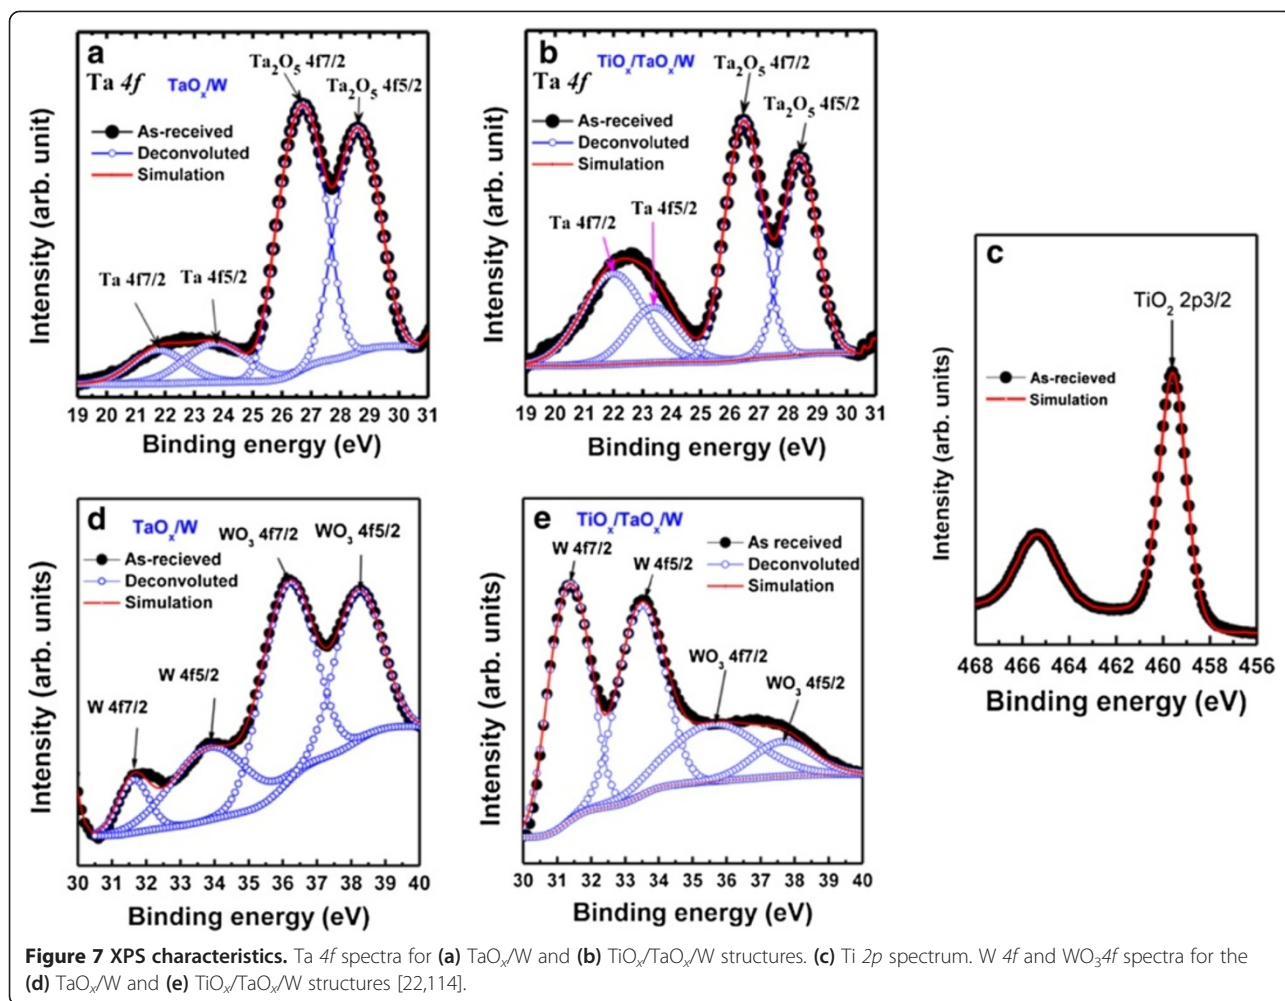 a
Ta 4f TaOx/W
Ta2O5 4f7/2
Ta2O5 4f5/2
As-received
Deconvoluted
Simulation
Ta 4f7/2
Ta 4f5/2
Intensity (arb. unit)
19 20 21 22 23 24 25 26 27 28 29 30 31
Binding energy (eV)
b
Ta 4f
TiOx/TaOx/W
Ta2O5 4f7/2
Ta2O5 4f5/2
As-received
Deconvoluted
Simulation
Ta 4f7/2
Ta 4f5/2
Intensity (arb. unit)
19 20 21 22 23 24 25 26 27 28 29 30 31
Binding energy (eV)
c
TiO2 2p3/2
As-recieved
Simulation
Intensity (arb. units)
468 466 464 462 460 458 456
Binding energy (eV)
d
TaOx/W
WO3 4f7/2
WO3 4f5/2
As-recieved
Deconvoluted
Simulation
W 4f7/2
W 4f5/2
Intensity (arb. units)
30 31 32 33 34 35 36 37 38 39 40
Binding energy (eV)
e
TiOx/TaOx/W
W 4f7/2
W 4f5/2
As received
Deconvoluted
Simulation
WO3 4f7/2
WO3 4f5/2
Intensity (arb. units)
30 31 32 33 34 35 36 37 38 39 40
Binding energy (eV)
Figure 7 XPS characteristics. Ta 4f spectra for (a) TaOx/W and (b) TiOx/TaOx/W structures. (c) Ti 2p spectrum. W 4f and WO34f spectra for the
(d) TaOx/W and (e) TiOx/TaOx/W structures [22,114].